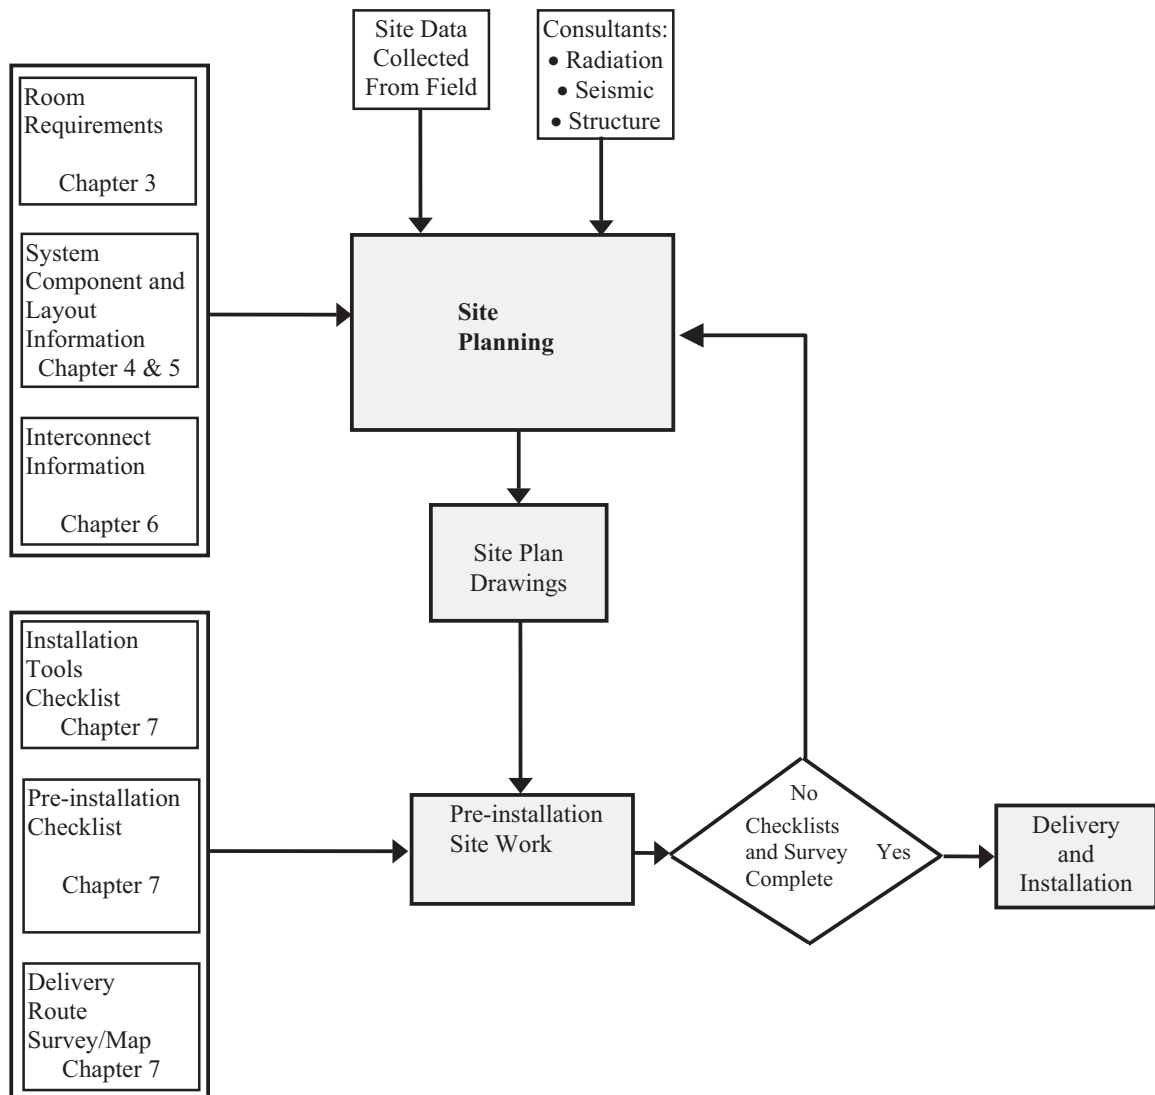 Site Data
Collected
From Field
Consultants:
• Radiation
• Seismic
• Structure
Room
Requirements
Chapter 3
System
Component and
Layout
Information
Chapter 4 & 5
Interconnect
Information
Chapter 6
Site
Planning
Site Plan
Drawings
Installation
Tools
Checklist
Chapter 7
Pre-installation
Checklist
Chapter 7
Delivery
Route
Survey/Map
Chapter 7
Pre-installation
Site Work
No
Checklists
and Survey
Complete
Yes
Delivery
and
Installation